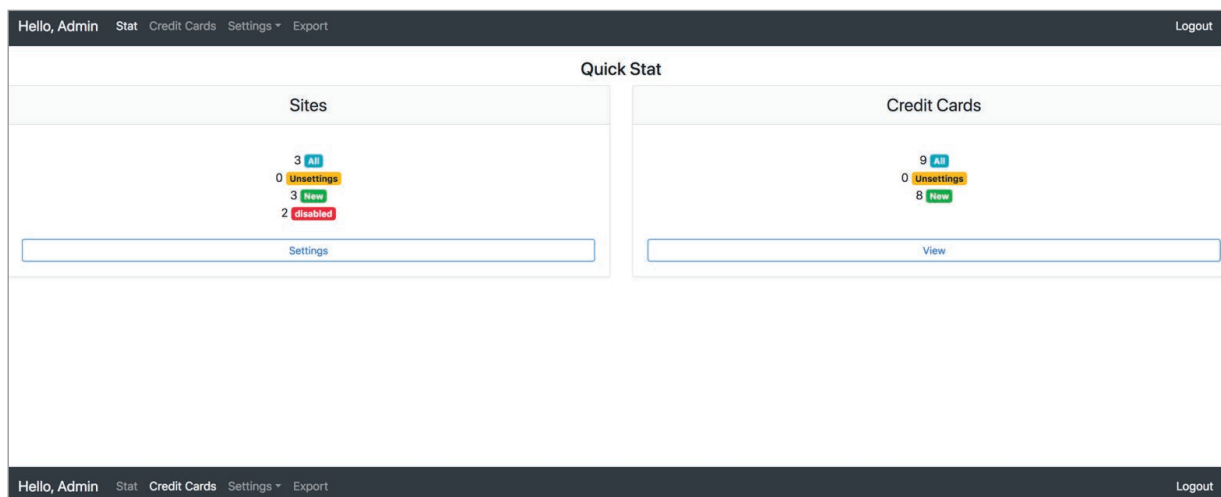 Hello, Admin Stat Credit Cards Settings Export Logout
Quick Stat
Sites
3 All
0 Unsettings
3 New
2 disabled
Settings
Credit Cards
9 All
0 Unsettings
8 New
View
Hello, Admin Stat Credit Cards Settings Export Logout